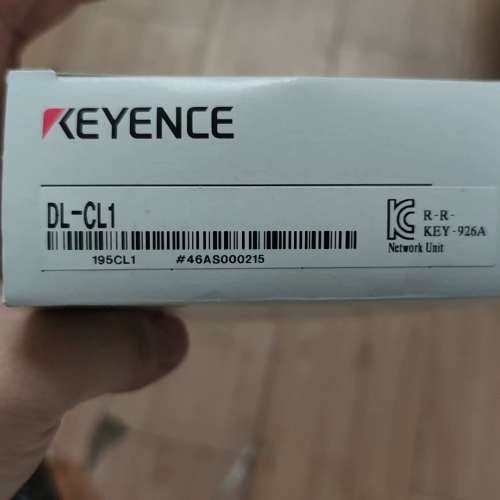 KEYENCE
DL-CL1
195CL1 #46AS000215
R-R-
KEY-926A
Network Unit